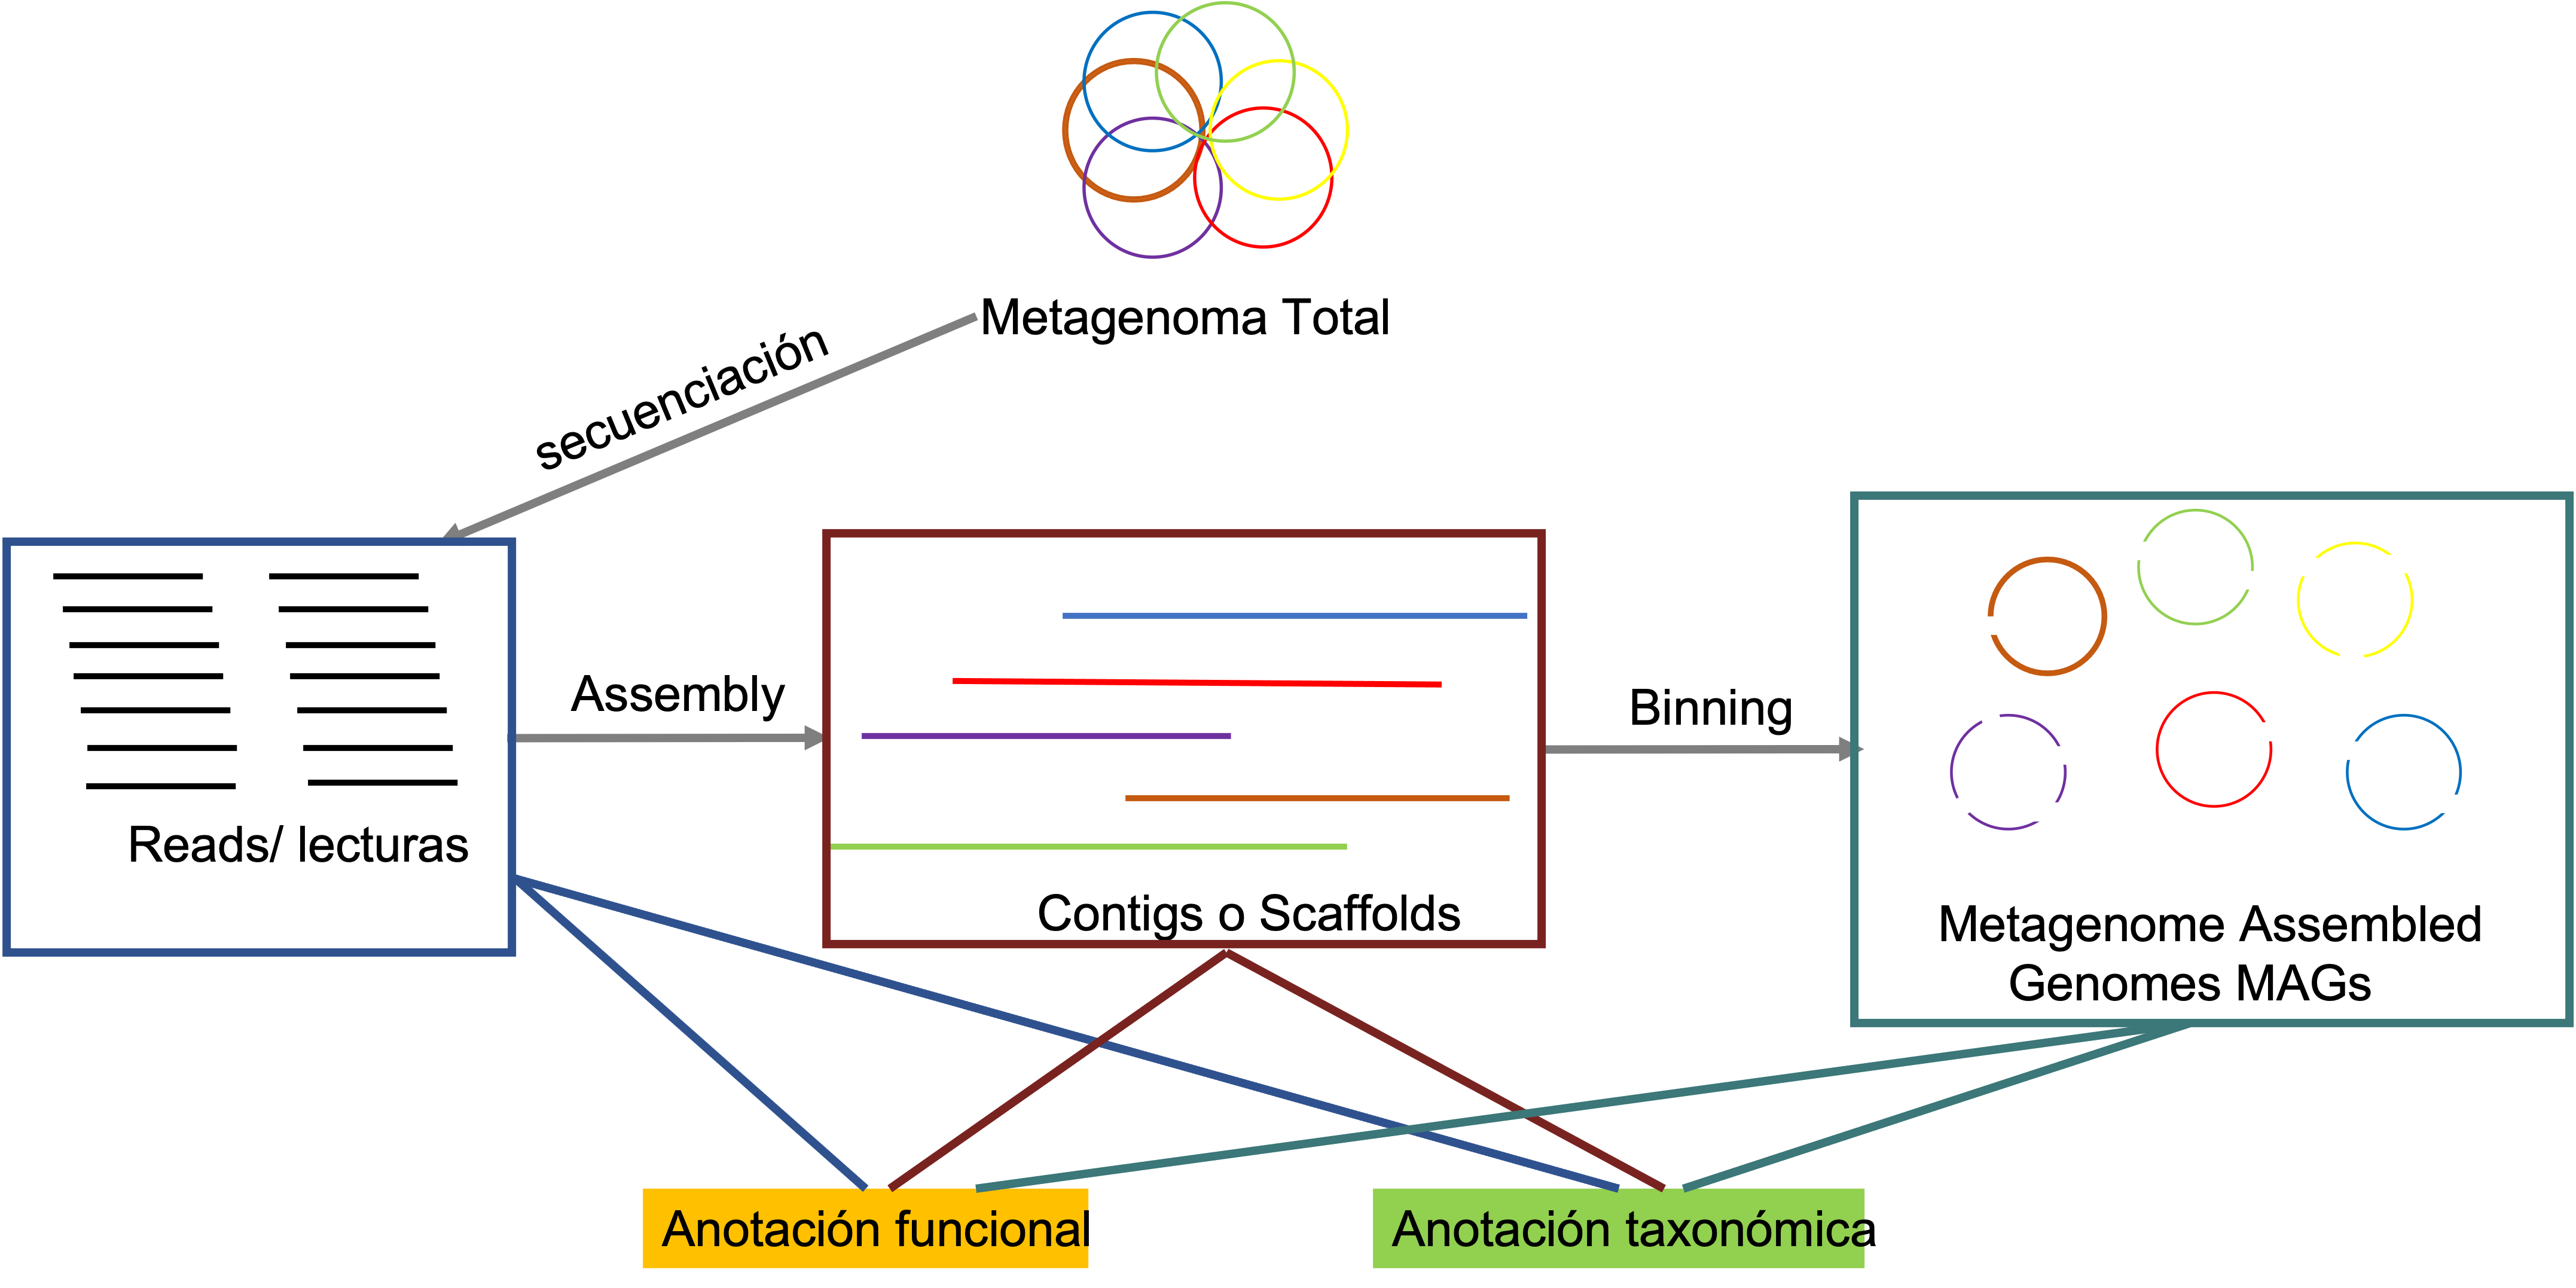 Metagenoma Total
secuenciación
Reads/ lecturas
Assembly
Contigs o Scaffolds
Binning
Metagenome Assembled
Genomes MAGs
Anotación funcional
Anotación taxonómica